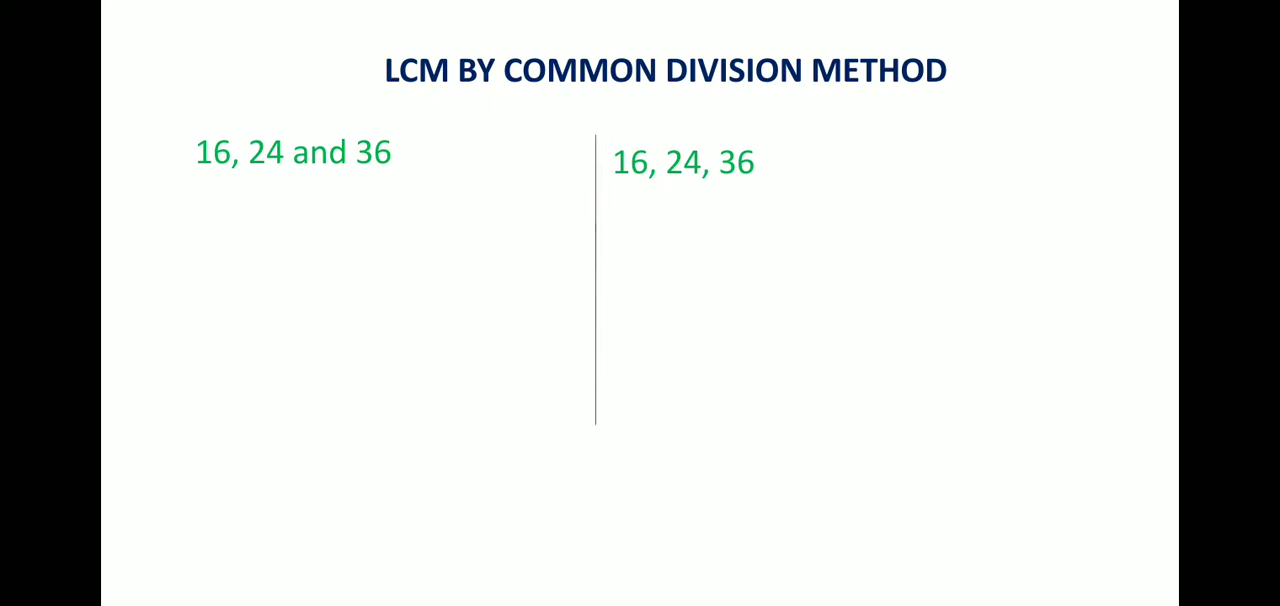 LCM BY COMMON DIVISION METHOD
16, 24 and 36
16, 24, 36